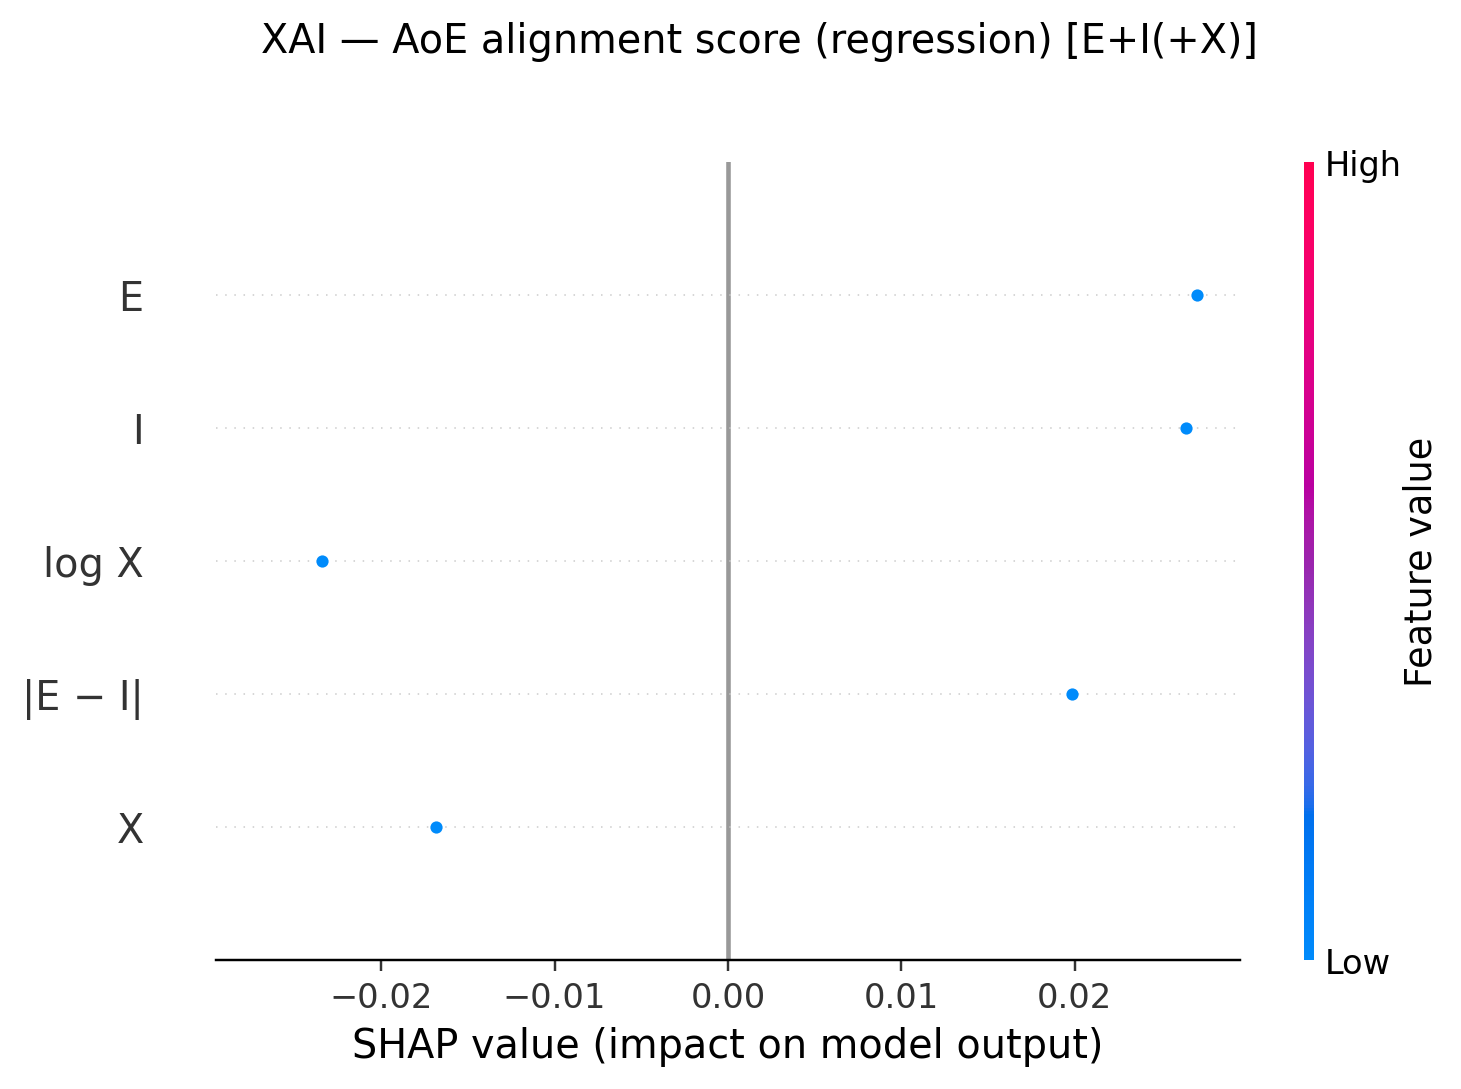 XAI — AoE alignment score (regression) [E+I(+X)]
High
E
I
log X
|E − I|
X
Feature value
Low
−0.02 −0.01 0.00 0.01 0.02
SHAP value (impact on model output)